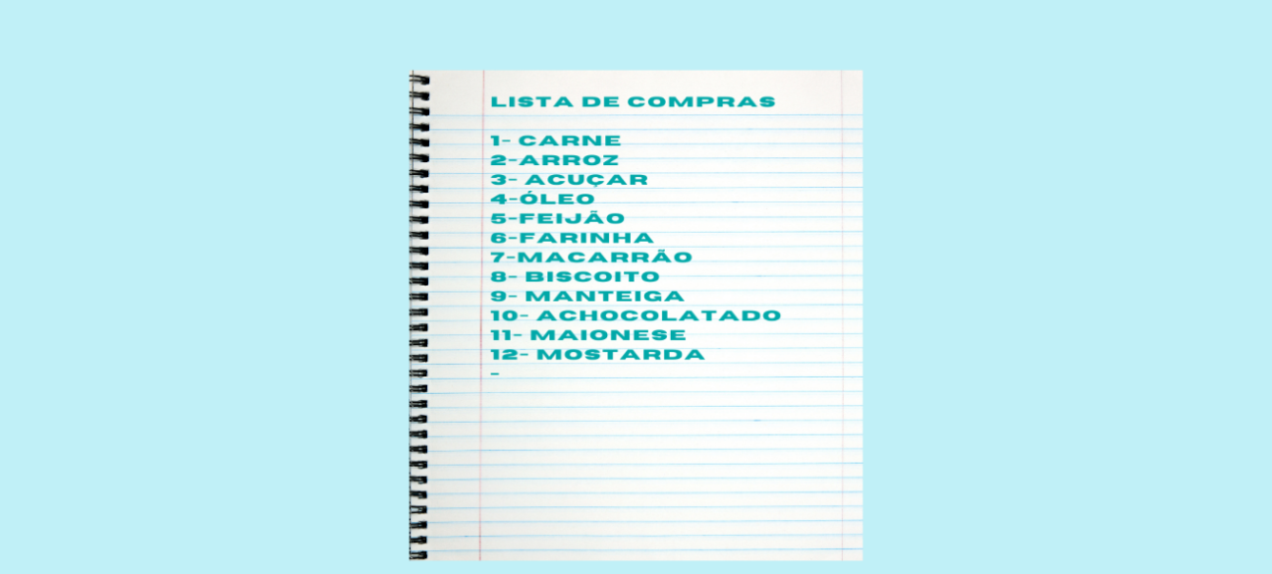 LISTA DE COMPRAS
1- CARNE
2-ARROZ
3- ACUÇAR
4-ÓLEO
5-FEIJÃO
6-FARINHA
7-MACARRÃO
8- BISCOITO
9- MANTEIGA
10- ACHOCOLATADO
11- MAIONESE
12- MOSTARDA
-